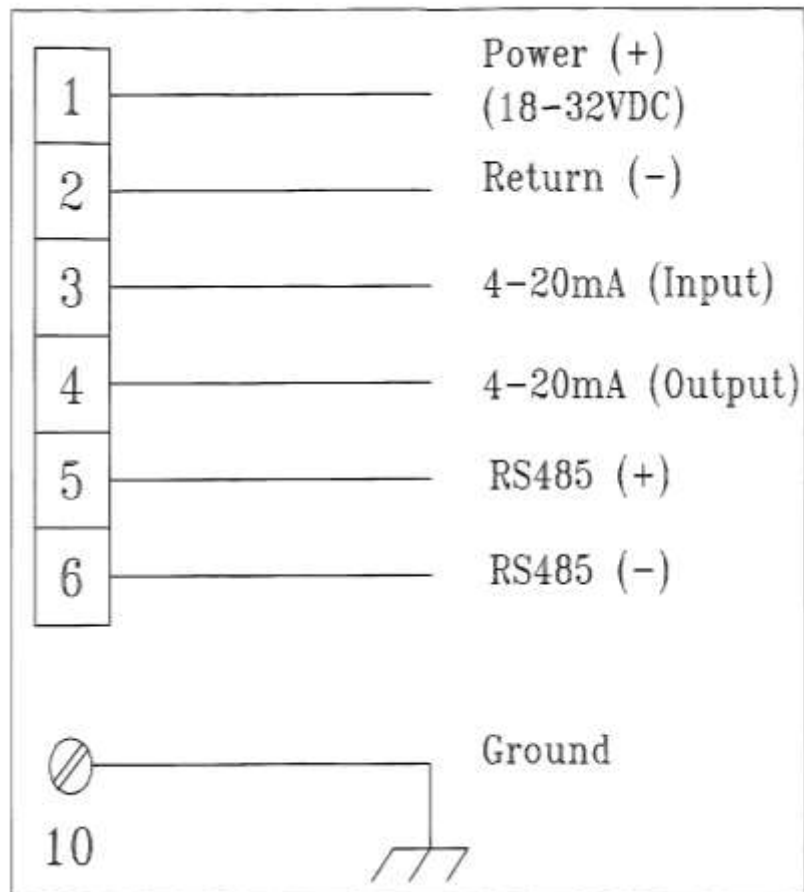 1
Power (+)
(18-32VDC)
2
Return (-)
3
4-20mA (Input)
4
4-20mA (Output)
5
RS485 (+)
6
RS485 (-)
Ground
10